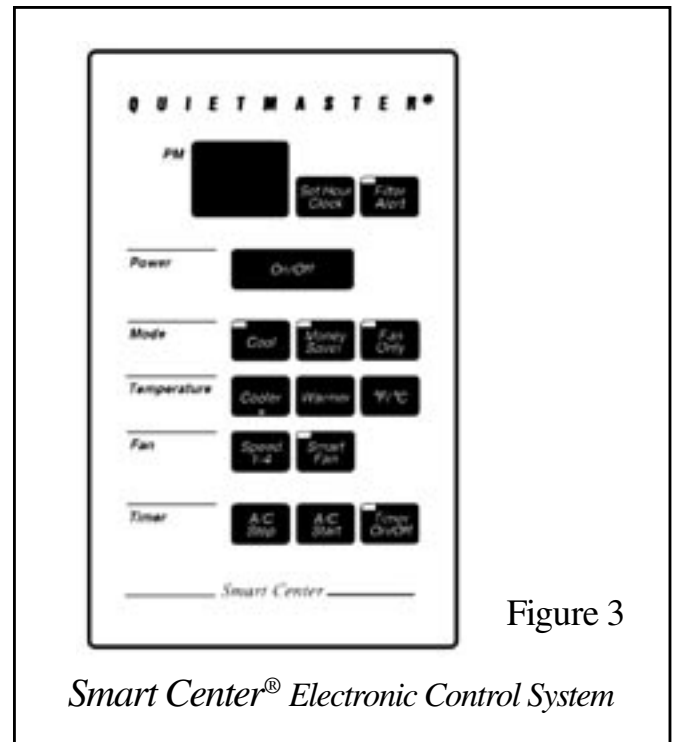 QUIETMASTER®
PM
Set Hour
Clock
Filter
Alert
Power
On/Off
Mode
Cool
Money
Saver
Fan
Only
Temperature
Cooler
Warmer
°F/°C
Fan
Speed
1-4
Smart
Fan
Timer
A/C
Stop
A/C
Start
Timer
On/Off
Smart Center
Figure 3
Smart Center® Electronic Control System